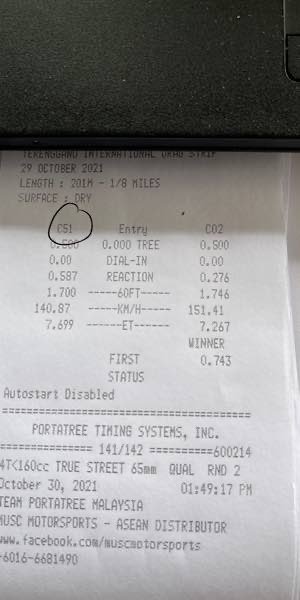 TERENGGANU INTERNATIONAL DRAG STRIP
29 OCTOBER 2021
LENGTH : 201M - 1/8 MILES
SURFACE : DRY
C51 Entry C02
0.500 0.000 TREE 0.500
0.00 DIAL-IN 0.00
0.587 REACTION 0.276
1.700 -----60FT----- 1.746
140.87 -----KM/H----- 151.41
7.699 ------ET------ 7.267
WINNER
FIRST 0.743
STATUS
Autostart Disabled
======================================
PORTATREE TIMING SYSTEMS, INC.
============== 141/142 ==========600214
4T<160cc TRUE STREET 65mm QUAL RND 2
October 30, 2021 01:49:17 PM
TEAM PORTATREE MALAYSIA
MUSC MOTORSPORTS - ASEAN DISTRIBUTOR
www.facebook.com/muscmotorsports
-6016-6681490